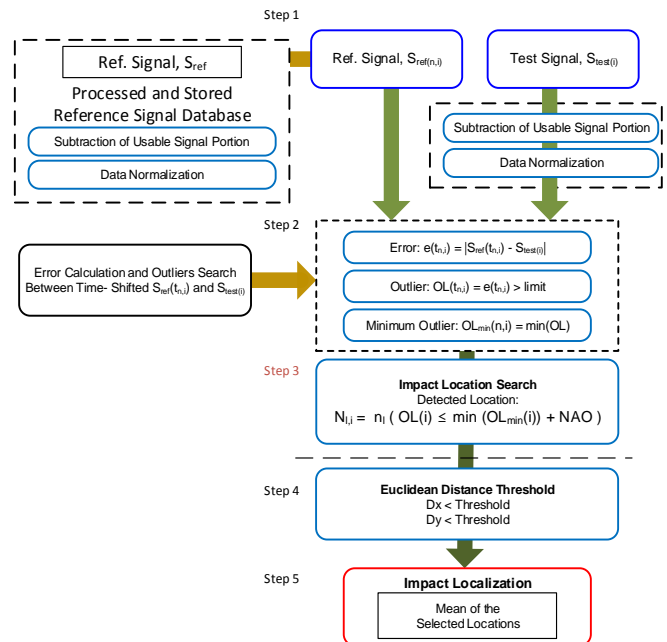 Step 1
Ref. Signal, Sref
Processed and Stored
Reference Signal Database
Subtraction of Usable Signal Portion
Data Normalization
Ref. Signal, Sref(n,i)
Test Signal, Stest(i)
Subtraction of Usable Signal Portion
Data Normalization
Step 2
Error Calculation and Outliers Search
Between Time- Shifted Sref(tn,i) and Stest(i)
Error: e(tn,i) = |Sref(tn,i) - Stest(i)|
Outlier: OL(tn,i) = e(tn,i) > limit
Minimum Outlier: OLmin(n,i) = min(OL)
Step 3
Impact Location Search
Detected Location:
Nl,i = nl ( OL(i) ≤ min (OLmin(i)) + NAO )
Step 4
Euclidean Distance Threshold
Dx < Threshold
Dy < Threshold
Step 5
Impact Localization
Mean of the
Selected Locations